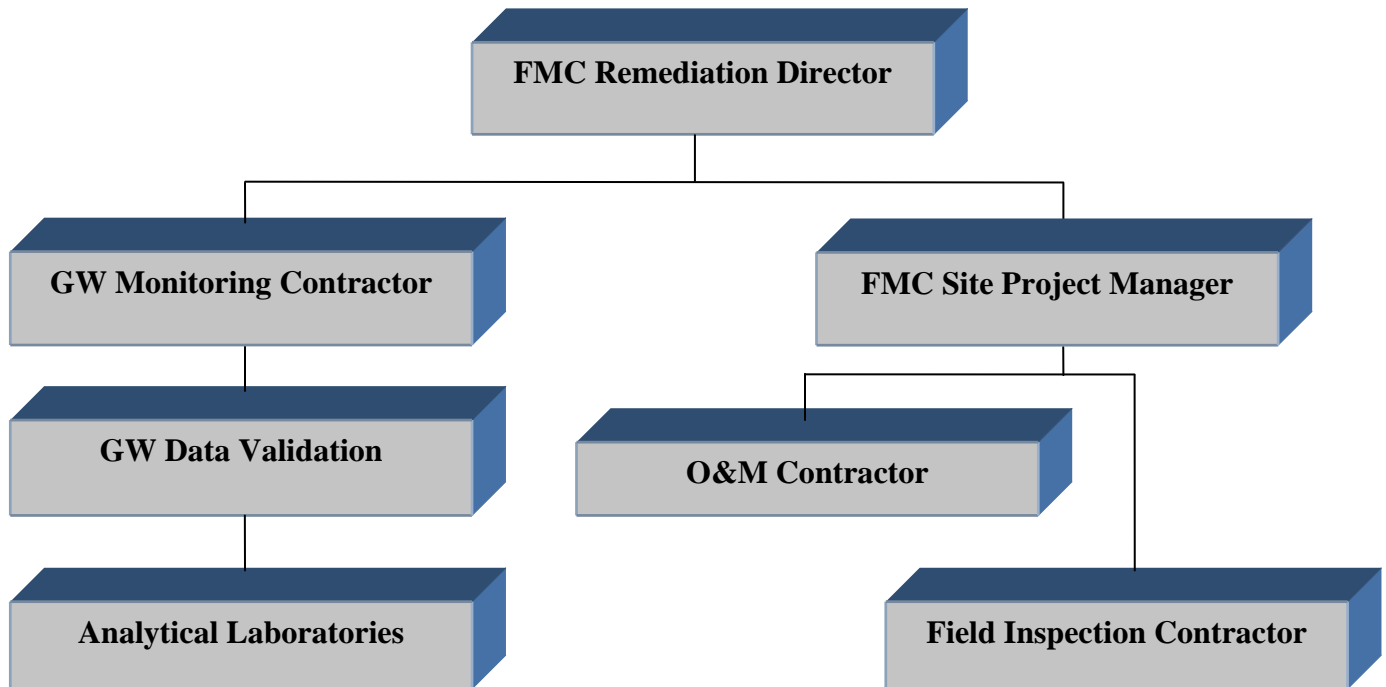 FMC Remediation Director
GW Monitoring Contractor
FMC Site Project Manager
GW Data Validation
O&M Contractor
Analytical Laboratories
Field Inspection Contractor